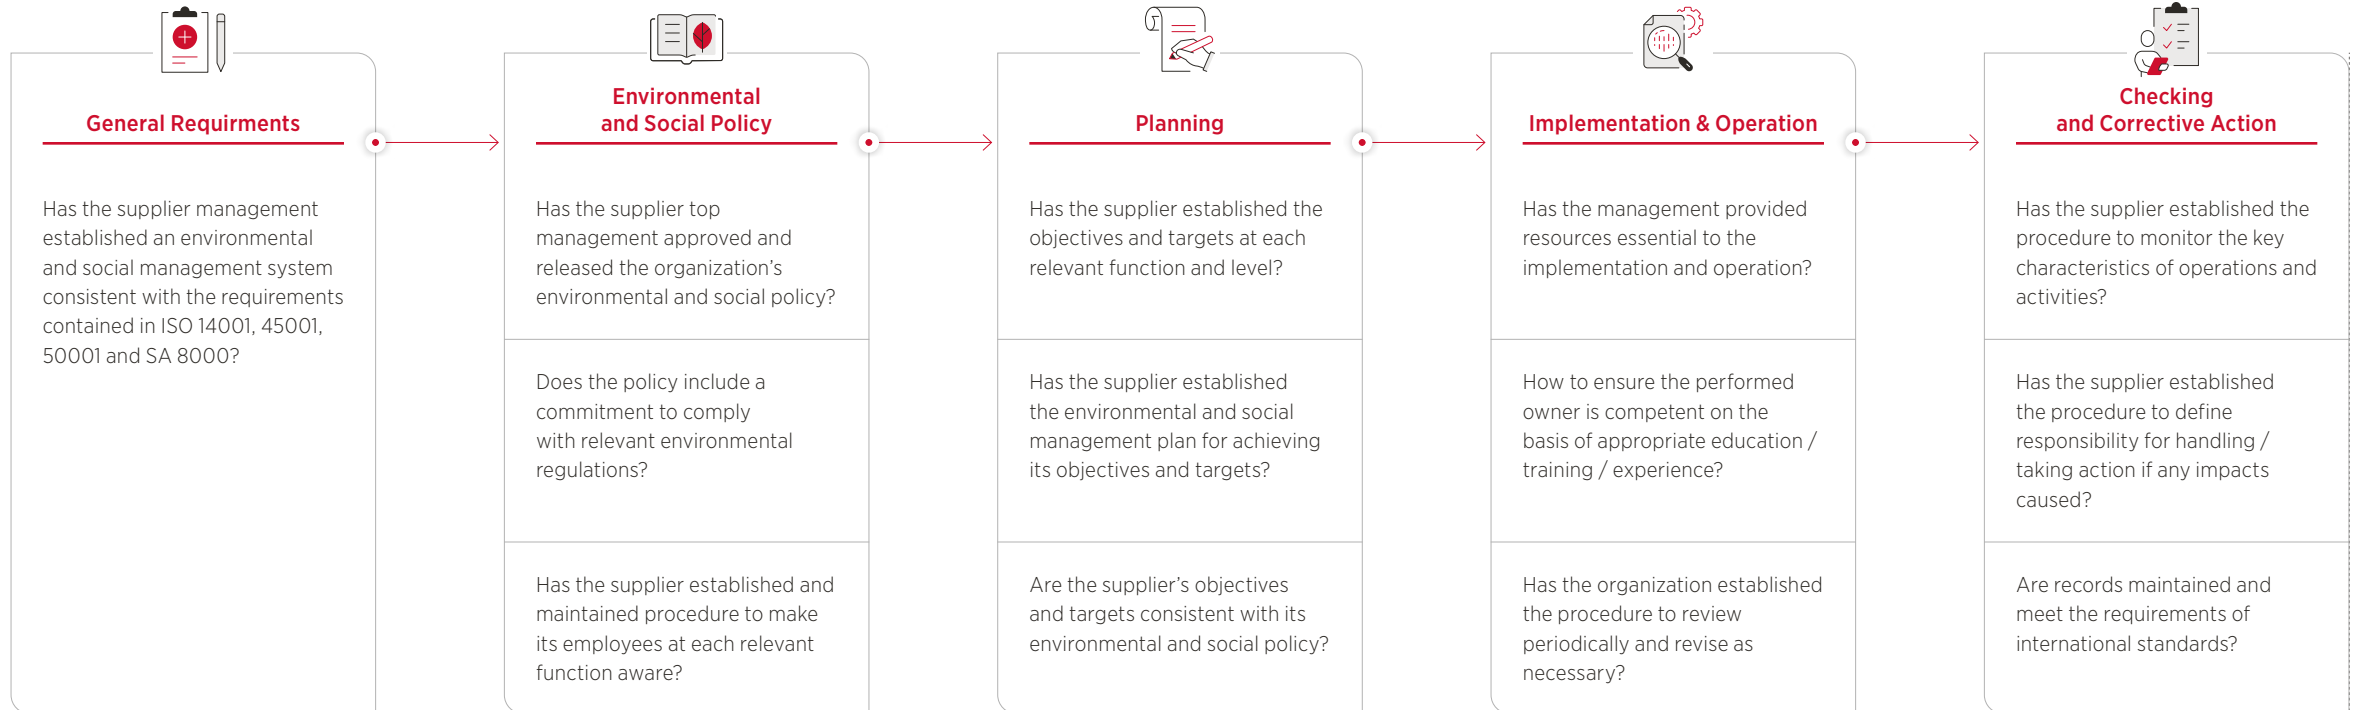 General Requirments
Has the supplier management
established an environmental
and social management system
consistent with the requirements
contained in ISO 14001, 45001,
50001 and SA 8000?
Environmental
and Social Policy
Has the supplier top
management approved and
released the organization’s
environmental and social policy?
Does the policy include a
commitment to comply
with relevant environmental
regulations?
Has the supplier established and
maintained procedure to make
its employees at each relevant
function aware?
Planning
Has the supplier established the
objectives and targets at each
relevant function and level?
Has the supplier established
the environmental and social
management plan for achieving
its objectives and targets?
Are the supplier’s objectives
and targets consistent with its
environmental and social policy?
Implementation & Operation
Has the management provided
resources essential to the
implementation and operation?
How to ensure the performed
owner is competent on the
basis of appropriate education /
training / experience?
Has the organization established
the procedure to review
periodically and revise as
necessary?
Checking
and Corrective Action
Has the supplier established the
procedure to monitor the key
characteristics of operations and
activities?
Has the supplier established
the procedure to define
responsibility for handling /
taking action if any impacts
caused?
Are records maintained and
meet the requirements of
international standards?